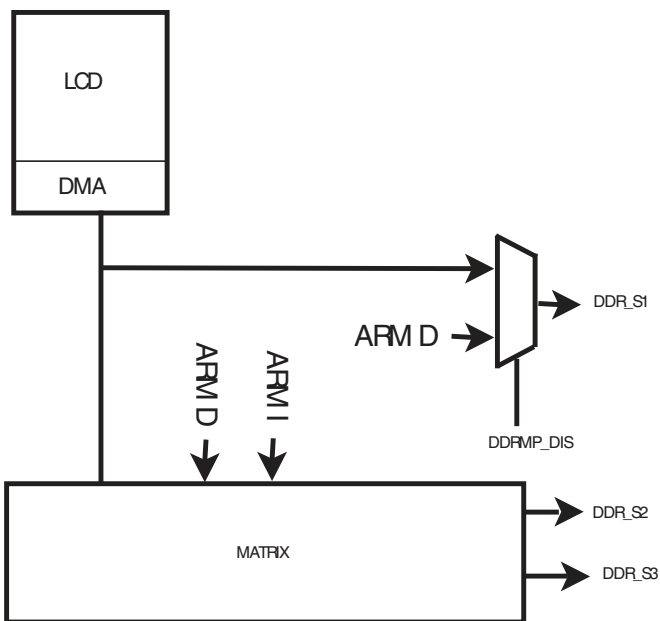 LCD
DMA
DDR_S1
ARM D
ARM D
ARM I
DDRMP_DIS
DDR_S2
MATRIX
DDR_S3